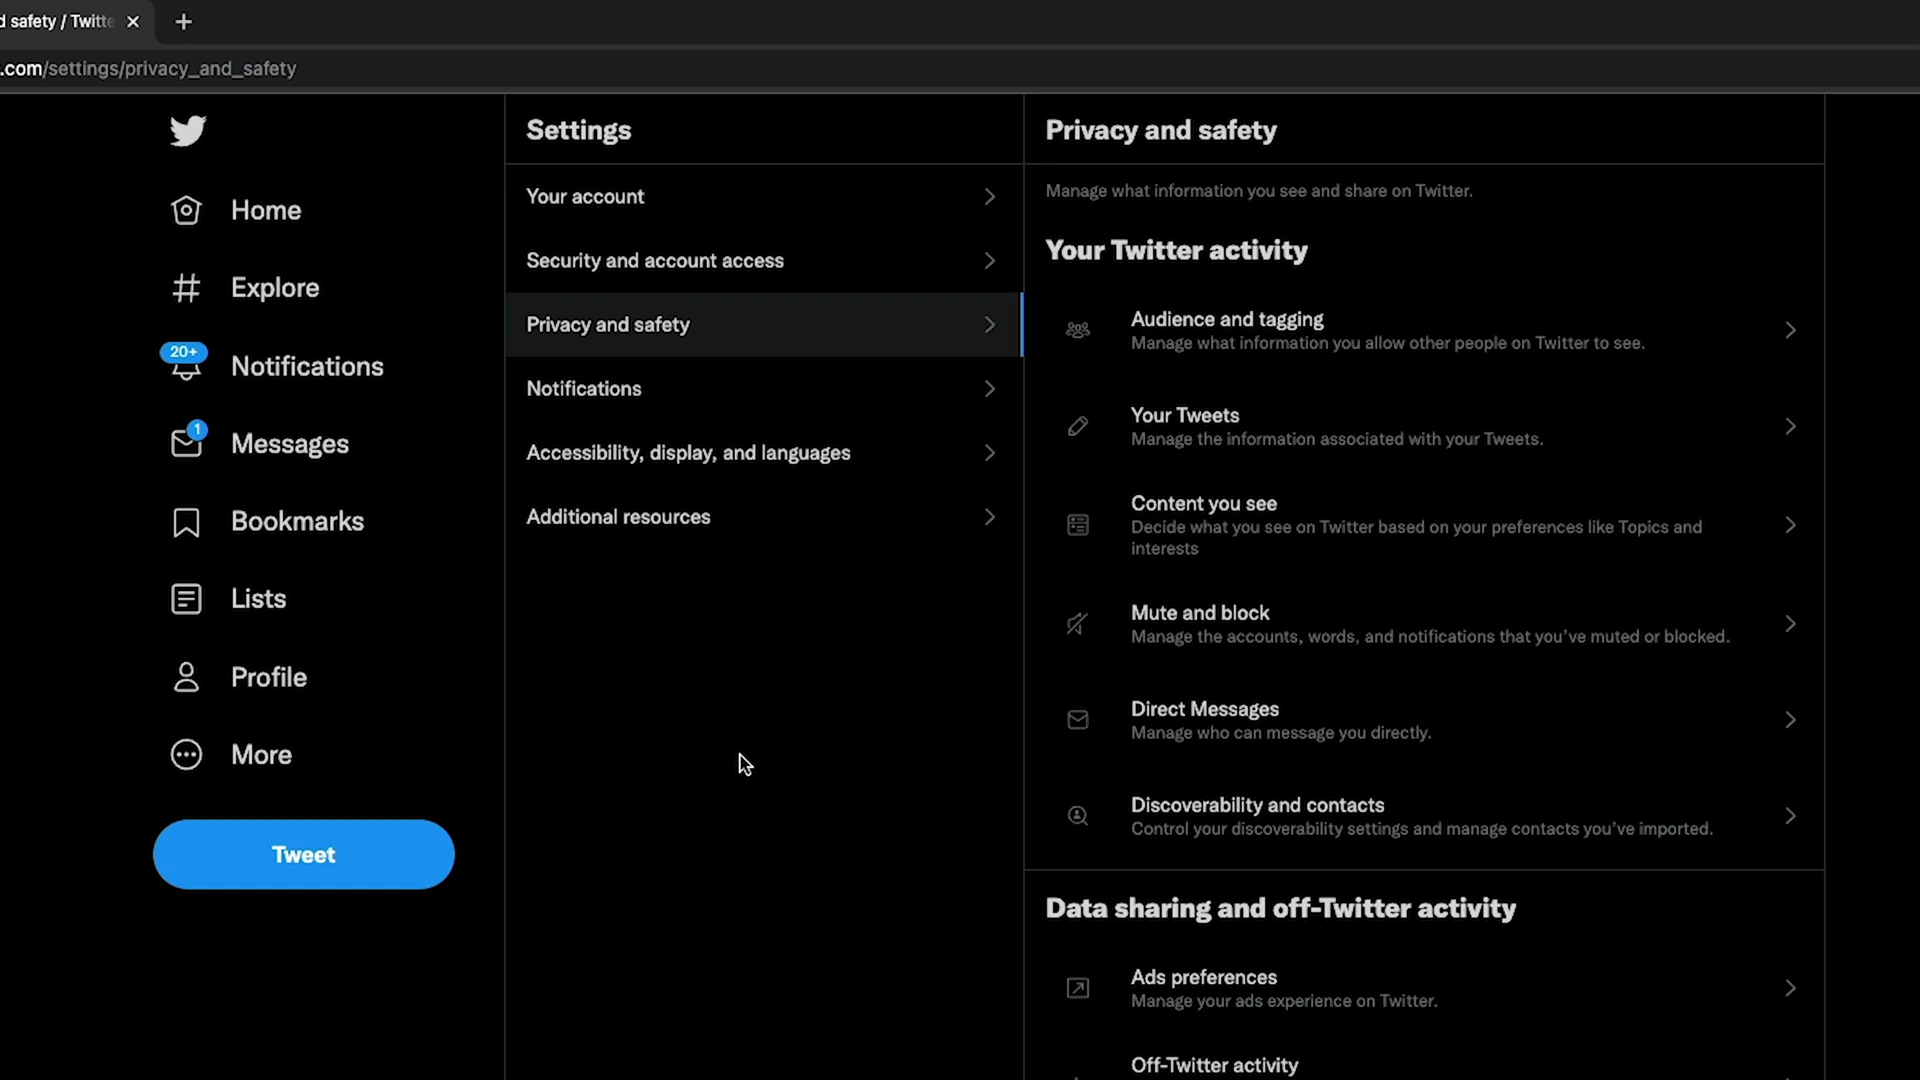 d safety / Twitte
.com/settings/privacy_and_safety
Home
Explore
20+
Notifications
1
Messages
Bookmarks
Lists
Profile
More
Tweet
Settings
Your account
Security and account access
Privacy and safety
Notifications
Accessibility, display, and languages
Additional resources
Privacy and safety
Manage what information you see and share on Twitter.
Your Twitter activity
Audience and tagging
Manage what information you allow other people on Twitter to see.
Your Tweets
Manage the information associated with your Tweets.
Content you see
Decide what you see on Twitter based on your preferences like Topics and
interests
Mute and block
Manage the accounts, words, and notifications that you’ve muted or blocked.
Direct Messages
Manage who can message you directly.
Discoverability and contacts
Control your discoverability settings and manage contacts you’ve imported.
Data sharing and off-Twitter activity
Ads preferences
Manage your ads experience on Twitter.
Off-Twitter activity